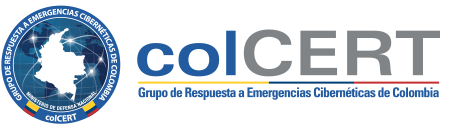 GRUPO DE RESPUESTA A EMERGENCIAS CIBERNÉTICAS DE COLOMBIA
MINISTERIO DE DEFENSA NACIONAL
colCERT
colCERT
Grupo de Respuesta a Emergencias Cibernéticas de Colombia